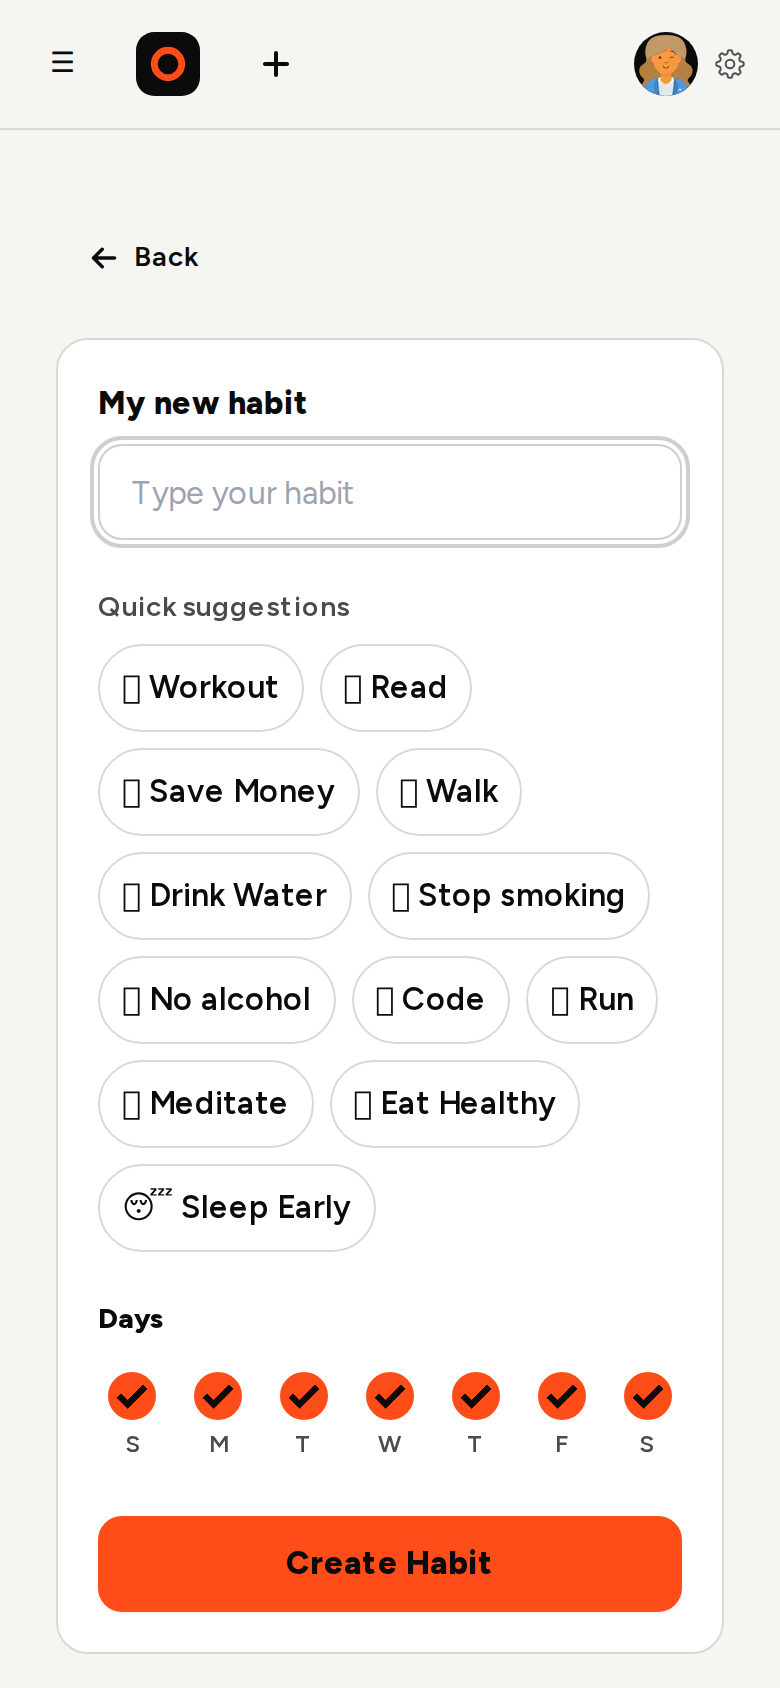 Back
My new habit
Type your habit
Quick suggestions
Workout
Read
Save Money
Walk
Drink Water
Stop smoking
No alcohol
Code
Run
Meditate
Eat Healthy
😴 Sleep Early
Days
S M T W T F S
Create Habit